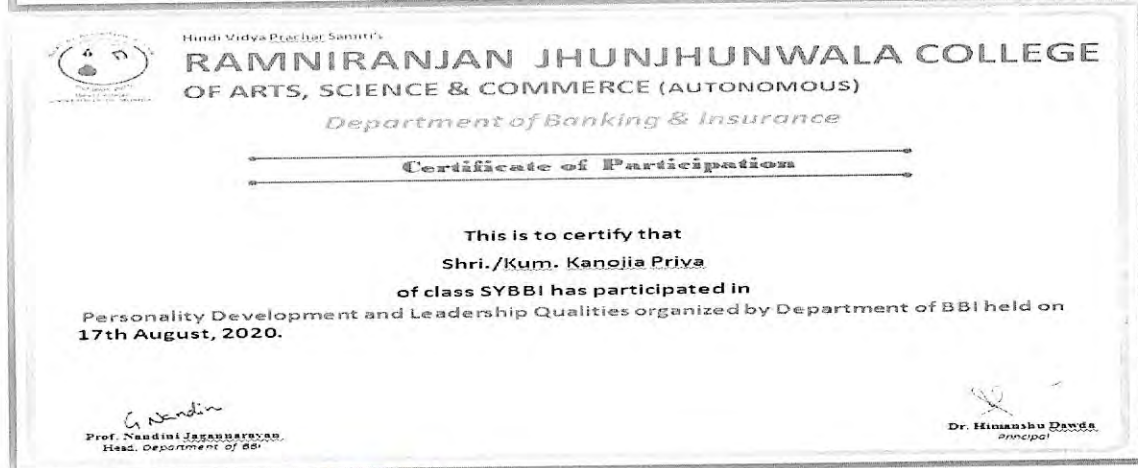 Hindi Vidya Prachar Samiti's
RAMNIRANJAN JHUNJHUNWALA COLLEGE
OF ARTS, SCIENCE & COMMERCE (AUTONOMOUS)
Department of Banking & Insurance
Certificate of Participation
This is to certify that
Shri./Kum. Kanojia Priya
of class SYBBI has participated in
Personality Development and Leadership Qualities organized by Department of BBI held on
17th August, 2020.
G Nandin
Prof. Nandini Jagannarayan
Head, Department of BBI
Dr. Himanshu Dawda
Principal